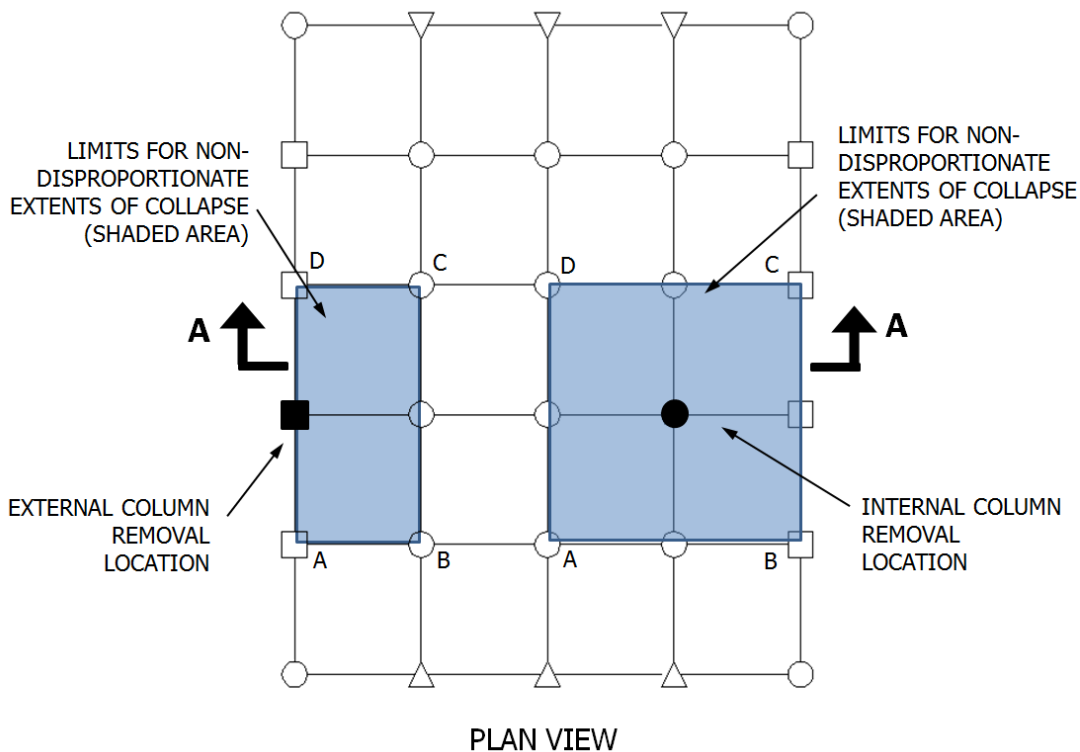 LIMITS FOR NON-
DISPROPORTIONATE
EXTENTS OF COLLAPSE
(SHADED AREA)
LIMITS FOR NON-
DISPROPORTIONATE
EXTENTS OF COLLAPSE
(SHADED AREA)
D
C
D
C
A
A
A
B
A
B
EXTERNAL COLUMN
REMOVAL
LOCATION
INTERNAL COLUMN
REMOVAL
LOCATION
PLAN VIEW